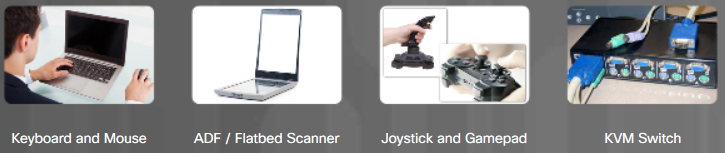 Keyboard and Mouse
ADF / Flatbed Scanner
Joystick and Gamepad
KVM Switch